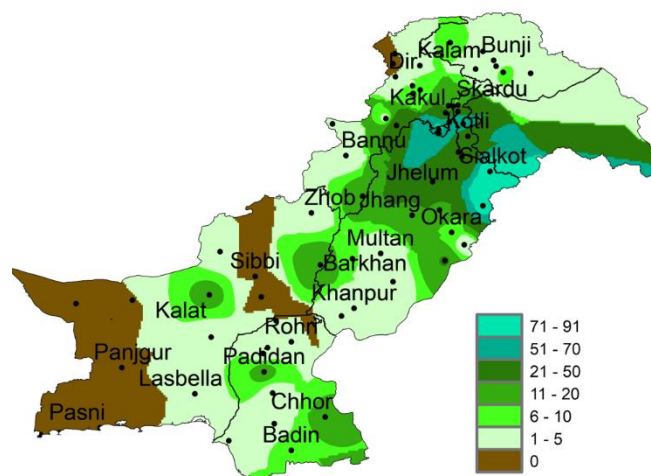 Kalam
Bunji
Dir
Skardu
Kakul
Kotli
Bannu
Sialkot
Jhelum
Zhob
Jhang
Okara
Multan
Sibbi
Barkhan
Khanpur
Kalat
Rohri
Panjgur
Padidan
Lasbella
Chhor
Pasni
Badin
71 - 91
51 - 70
21 - 50
11 - 20
6 - 10
1 - 5
0